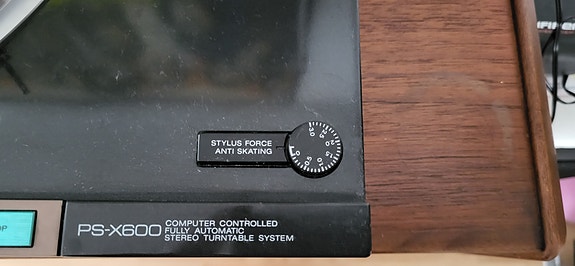 STYLUS FORCE
ANTI SKATING
PS-X600
COMPUTER CONTROLLED
FULLY AUTOMATIC
STEREO TURNTABLE SYSTEM